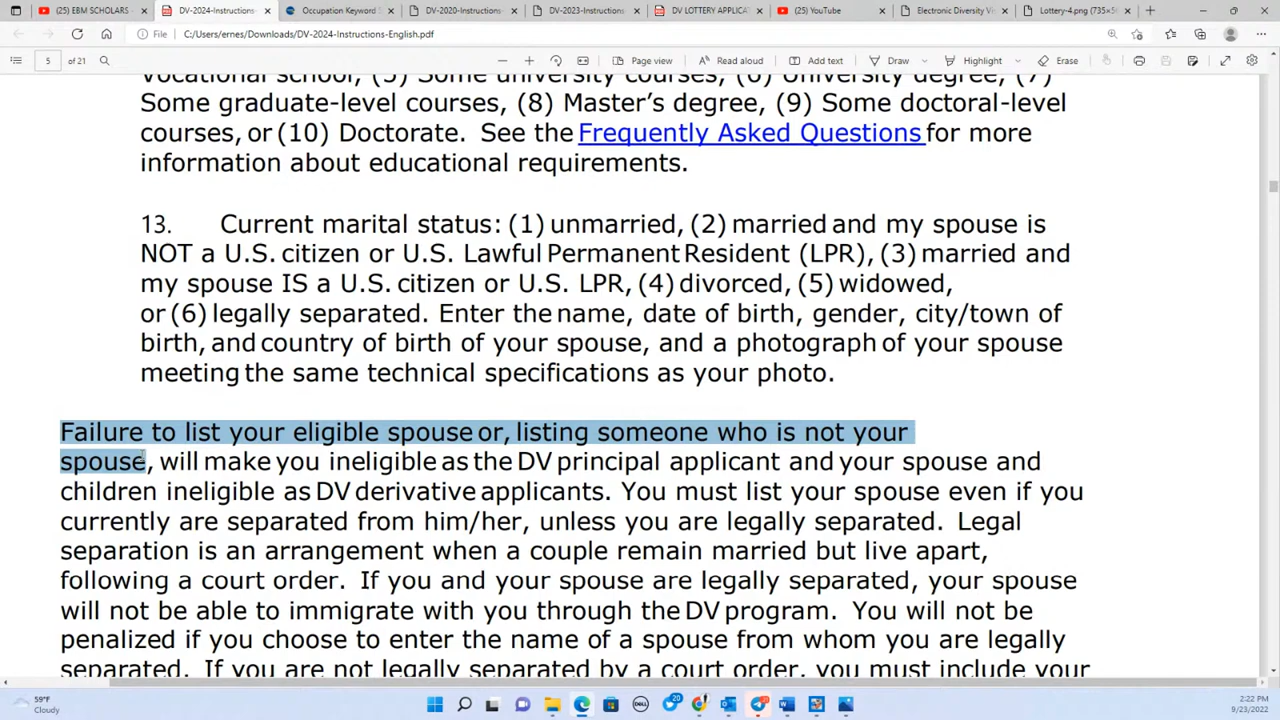 (25) EBM SCHOLARS -
DV-2024-Instructions-
Occupation Keyword S
DV-2020-Instructions-
DV-2023-Instructions-
DV LOTTERY APPLICAT
(25) YouTube
Electronic Diversity Vi
Lottery-4.png (735×5
File
C:/Users/ernes/Downloads/DV-2024-Instructions-English.pdf
5 of 21
Page view
Read aloud
Add text
Draw
Highlight
Erase
Vocational school, (5) Some university courses, (6) University degree, (7)
Some graduate-level courses, (8) Master's degree, (9) Some doctoral-level
courses, or (10) Doctorate. See the Frequently Asked Questions for more
information about educational requirements.
13. Current marital status: (1) unmarried, (2) married and my spouse is
NOT a U.S. citizen or U.S. Lawful Permanent Resident (LPR), (3) married and
my spouse IS a U.S. citizen or U.S. LPR, (4) divorced, (5) widowed,
or (6) legally separated. Enter the name, date of birth, gender, city/town of
birth, and country of birth of your spouse, and a photograph of your spouse
meeting the same technical specifications as your photo.
Failure to list your eligible spouse or, listing someone who is not your
spouse, will make you ineligible as the DV principal applicant and your spouse and
children ineligible as DV derivative applicants. You must list your spouse even if you
currently are separated from him/her, unless you are legally separated. Legal
separation is an arrangement when a couple remain married but live apart,
following a court order. If you and your spouse are legally separated, your spouse
will not be able to immigrate with you through the DV program. You will not be
penalized if you choose to enter the name of a spouse from whom you are legally
separated. If you are not legally separated by a court order, you must include your
59°F
Cloudy
DELL
20
2:22 PM
9/23/2022